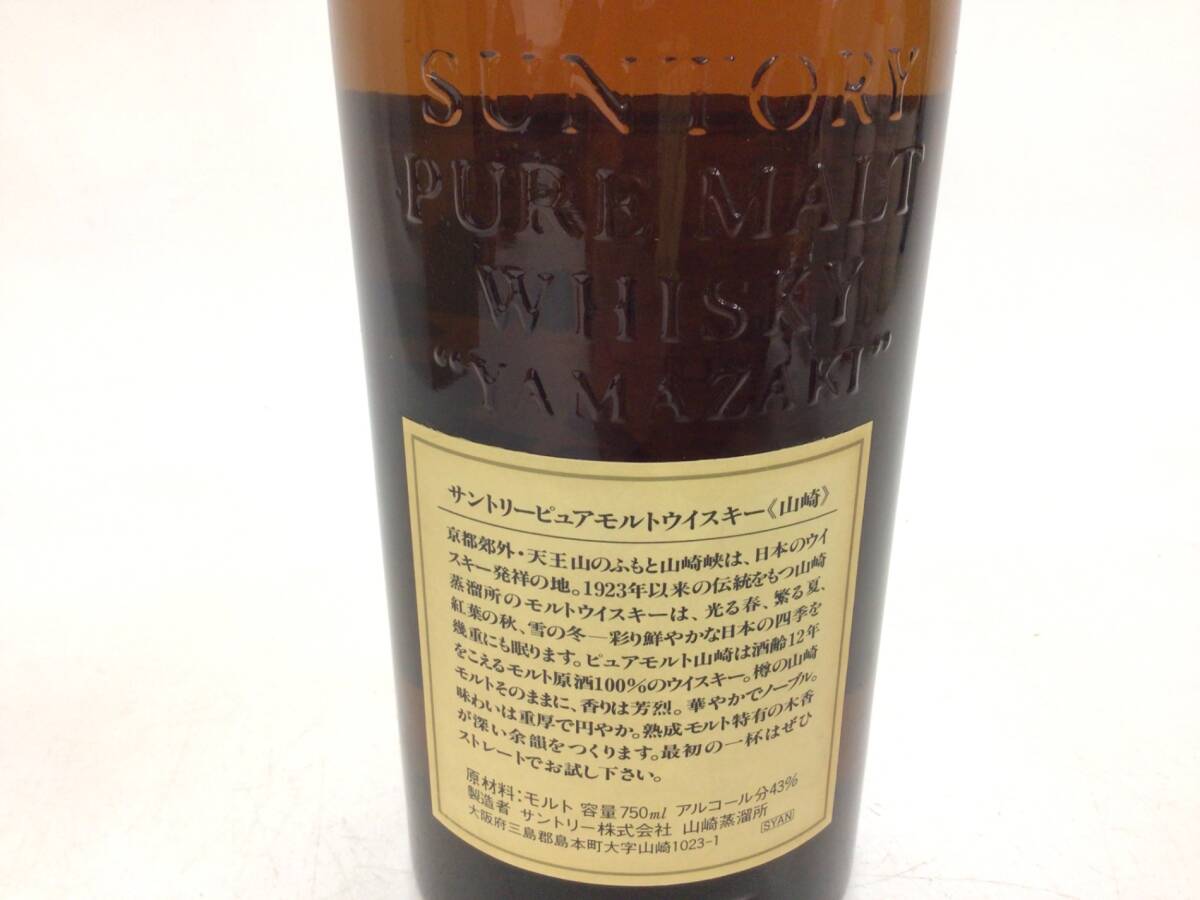 SUNTORY
PURE MALT
WHISKY
"YAMAZAKI"
サントリーピュアモルトウイスキー《山崎》
京都郊外・天王山のふもと山崎峡は、日本のウイ
スキー発祥の地。1923年以来の伝統をもつ山崎
蒸溜所のモルトウイスキーは、光る春、繁る夏、
紅葉の秋、雪の冬—彩り鮮やかな日本の四季を
幾重にも眠ります。ピュアモルト山崎は酒齢12年
をこえるモルト原酒100%のウイスキー。樽の山崎
モルトそのままに、香りは芳烈。華やかでノーブル。
味わいは重厚で円やか。熟成モルト特有の木香
が深い余韻をつくります。最初の一杯はぜひ
ストレートでお試し下さい。
原材料:モルト 容量750ml アルコール分43%
製造者 サントリー株式会社 山崎蒸溜所
大阪府三島郡島本町大字山崎1023-1 SYAN